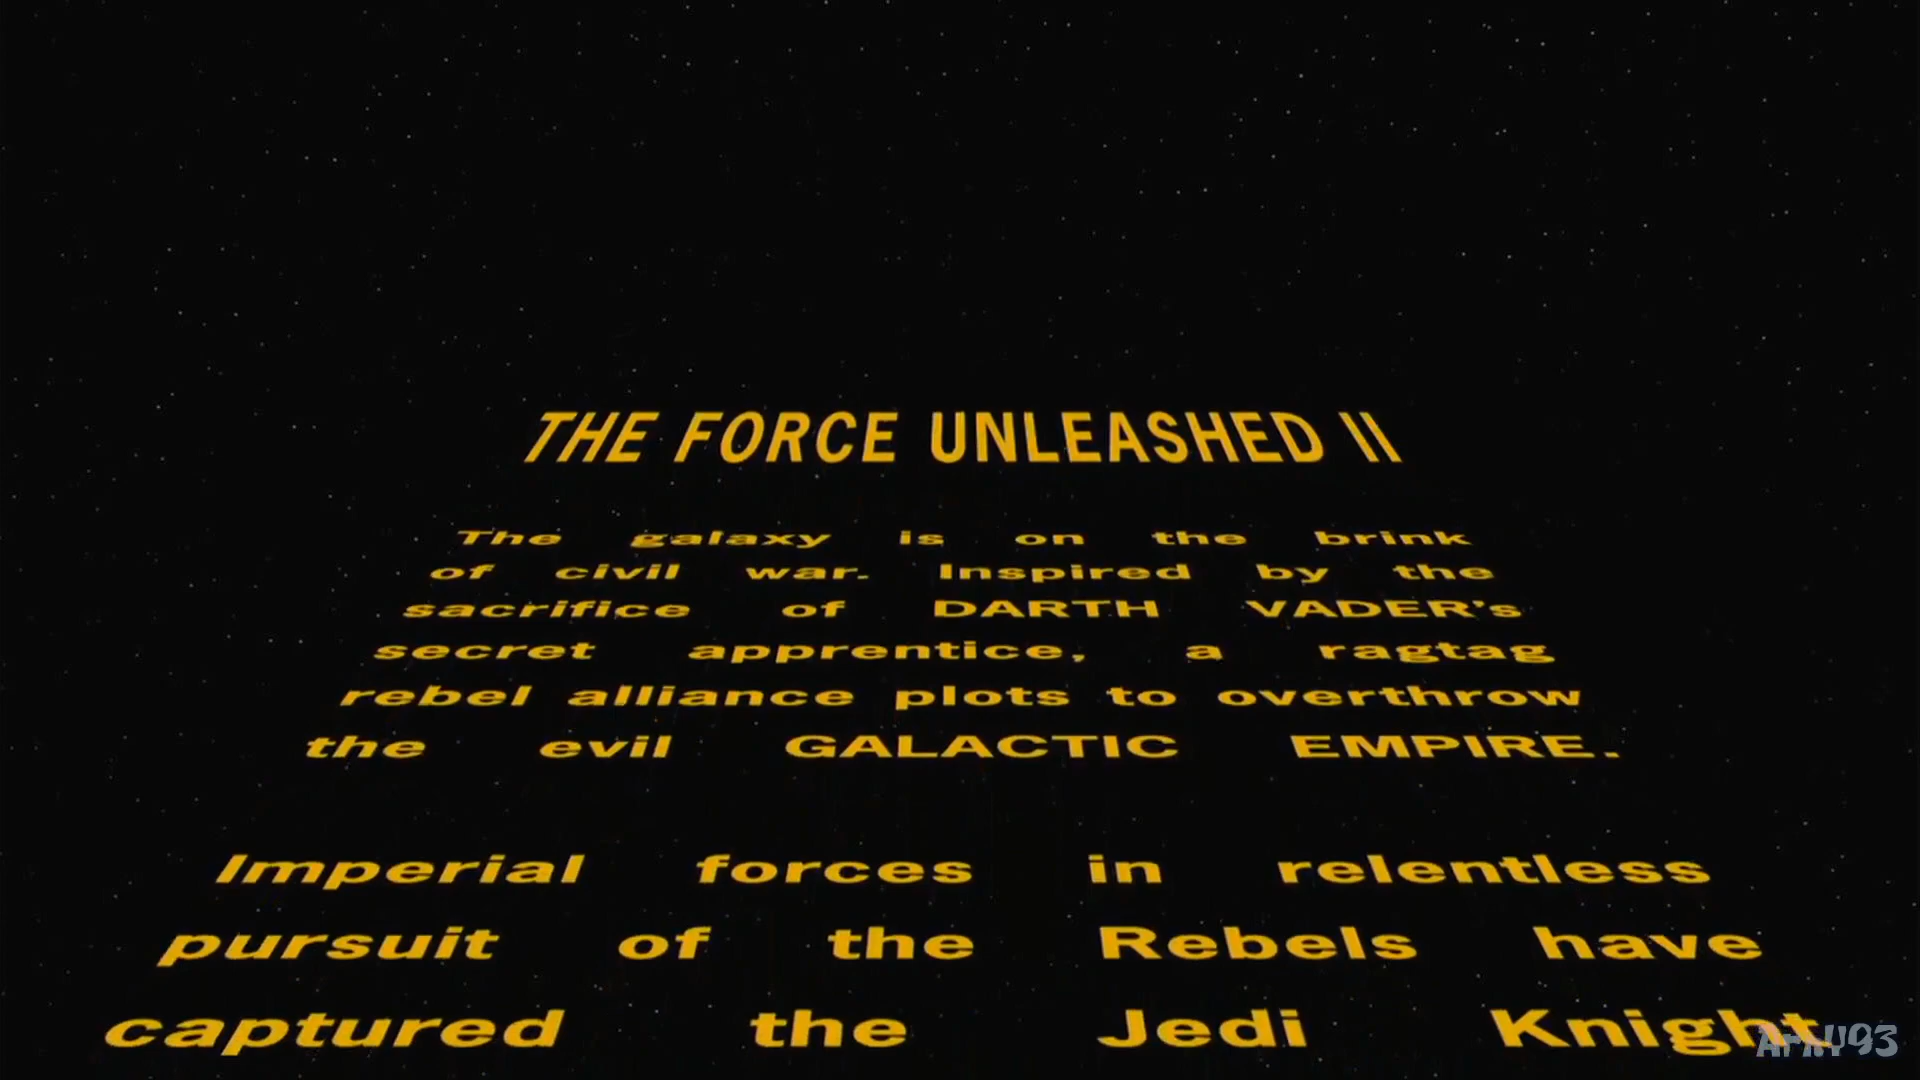 THE FORCE UNLEASHED II
The galaxy is on the brink
of civil war. Inspired by the
sacrifice of DARTH VADER's
secret apprentice, a ragtag
rebel alliance plots to overthrow
the evil GALACTIC EMPIRE.
Imperial forces in relentless
pursuit of the Rebels have
captured the Jedi Knight